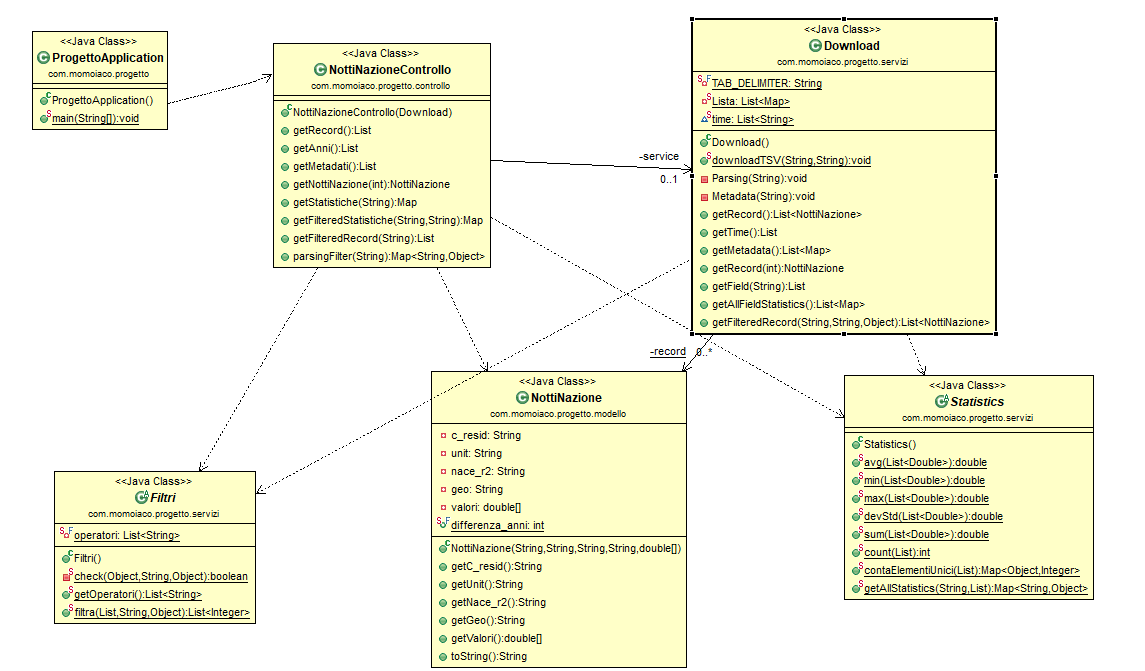 <<Java Class>>
ProgettoApplication
com.momoiaco.progetto
ProgettoApplication()
main(String[]):void
<<Java Class>>
NottiNazioneControllo
com.momoiaco.progetto.controllo
NottiNazioneControllo(Download)
getRecord():List
getAnni():List
getMetadati():List
getNottiNazione(int):NottiNazione
getStatistiche(String):Map
getFilteredStatistiche(String,String):Map
getFilteredRecord(String):List
parsingFilter(String):Map<String,Object>
-service
0..1
<<Java Class>>
Download
com.momoiaco.progetto.servizi
TAB_DELIMITER: String
Lista: List<Map>
time: List<String>
Download()
downloadTSV(String,String):void
Parsing(String):void
Metadata(String):void
getRecord():List<NottiNazione>
getTime():List
getMetadata():List<Map>
getRecord(int):NottiNazione
getField(String):List
getAllFieldStatistics():List<Map>
getFilteredRecord(String,String,Object):List<NottiNazione>
-record
0..*
<<Java Class>>
NottiNazione
com.momoiaco.progetto.modello
c_resid: String
unit: String
nace_r2: String
geo: String
valori: double[]
differenza_anni: int
NottiNazione(String,String,String,String,double[])
getC_resid():String
getUnit():String
getNace_r2():String
getGeo():String
getValori():double[]
toString():String
<<Java Class>>
Statistics
com.momoiaco.progetto.servizi
Statistics()
avg(List<Double>):double
min(List<Double>):double
max(List<Double>):double
devStd(List<Double>):double
sum(List<Double>):double
count(List):int
contaElementiUnici(List):Map<Object,Integer>
getAllStatistics(String,List):Map<String,Object>
<<Java Class>>
Filtri
com.momoiaco.progetto.servizi
operatori: List<String>
Filtri()
check(Object,String,Object):boolean
getOperatori():List<String>
filtra(List,String,Object):List<Integer>